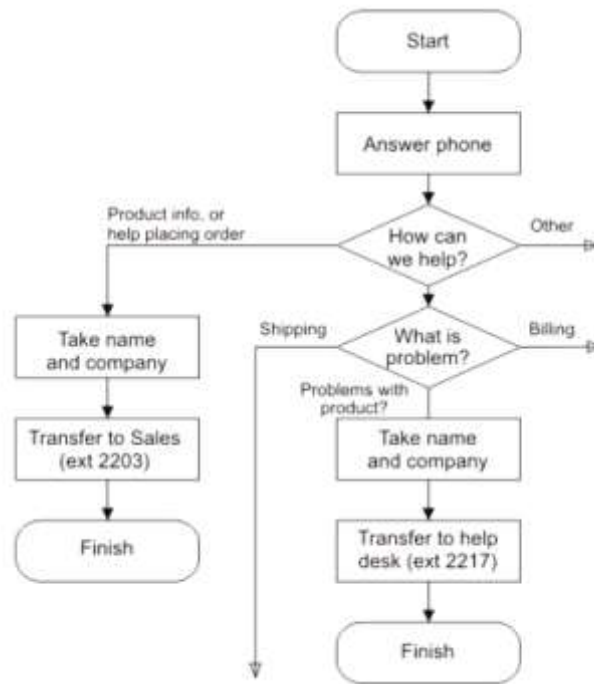 Start
Answer phone
Product info. or
help placing order
How can
we help?
Other
Shipping
What is
problem?
Billing
Take name
and company
Problems with
product?
Transfer to Sales
(ext 2203)
Take name
and company
Finish
Transfer to help
desk (ext 2217)
Finish